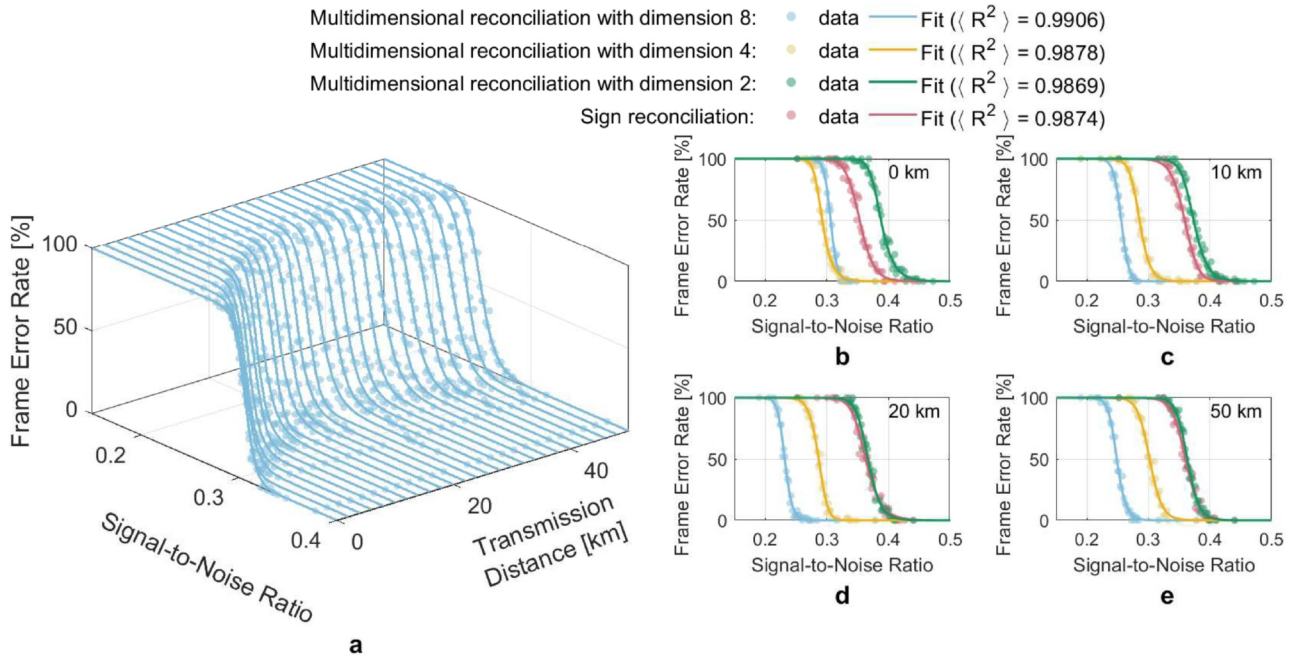 Multidimensional reconciliation with dimension 8: data Fit (⟨ R² ⟩ = 0.9906)
Multidimensional reconciliation with dimension 4: data Fit (⟨ R² ⟩ = 0.9878)
Multidimensional reconciliation with dimension 2: data Fit (⟨ R² ⟩ = 0.9869)
Sign reconciliation: data Fit (⟨ R² ⟩ = 0.9874)
Frame Error Rate [%]
100
50
0
0.2
0.3
0.4
Signal-to-Noise Ratio
0
20
40
Transmission
Distance [km]
a
Frame Error Rate [%]
100
50
0
0 km
0.2 0.3 0.4 0.5
Signal-to-Noise Ratio
b
Frame Error Rate [%]
100
50
0
10 km
0.2 0.3 0.4 0.5
Signal-to-Noise Ratio
c
Frame Error Rate [%]
100
50
0
20 km
0.2 0.3 0.4 0.5
Signal-to-Noise Ratio
d
Frame Error Rate [%]
100
50
0
50 km
0.2 0.3 0.4 0.5
Signal-to-Noise Ratio
e